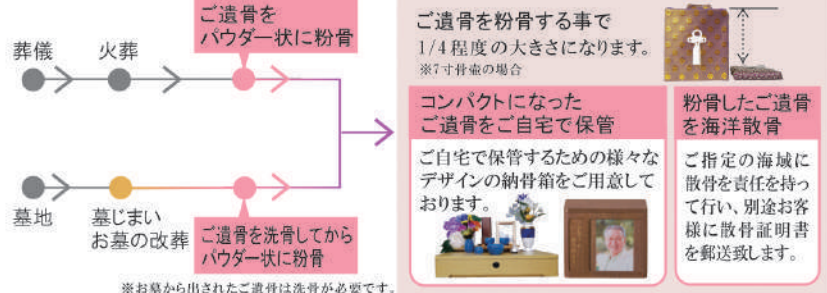 ご遺骨を
パウダー状に粉骨
葬儀
火葬
墓地
墓じまい
お墓の改葬
ご遺骨を洗骨してから
パウダー状に粉骨
※お墓から出されたご遺骨は洗骨が必要です。
ご遺骨を粉骨する事で
1/4程度の大きさになります。
※7寸骨壺の場合
コンパクトになった
ご遺骨をご自宅で保管
ご自宅で保管するための様々な
デザインの納骨箱をご用意して
おります。
粉骨したご遺骨
を海洋散骨
ご指定の海域に
散骨を責任を持っ
て行い、別途お客
様に散骨証明書
を郵送致します。